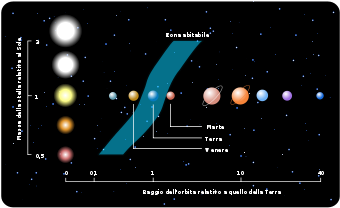 Zona abitabile
Massa della stella relativa al Sole
2
1
0,5
Marte
Terra
Venere
0
0,1
1
10
40
Raggio dell'orbita relativo a quello della Terra